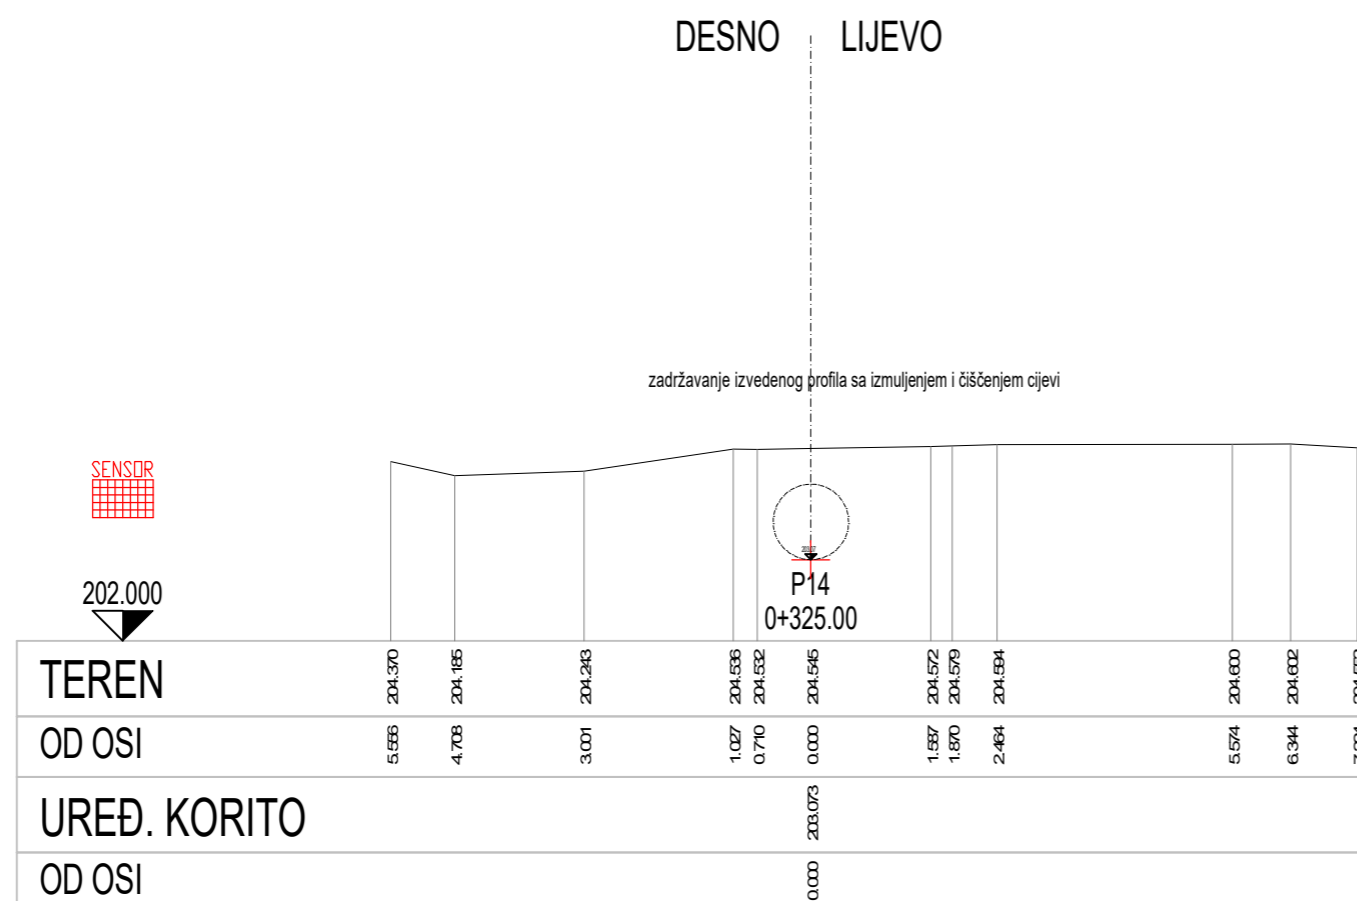 DESNO LIJEVO
zadržavanje izvedenog profila sa izmuljenjem i čiščenjem cijevi
SENSOR
202.000
P14
0+325.00
TEREN 204.370 204.185 204.243 204.536 204.532 204.545 204.572 204.579 204.594 204.600 204.602
OD OSI 5.556 4.708 3.001 1.027 0.710 0.000 1.587 1.870 2.464 5.574 6.344
UREĐ. KORITO 203.073
OD OSI 0.000